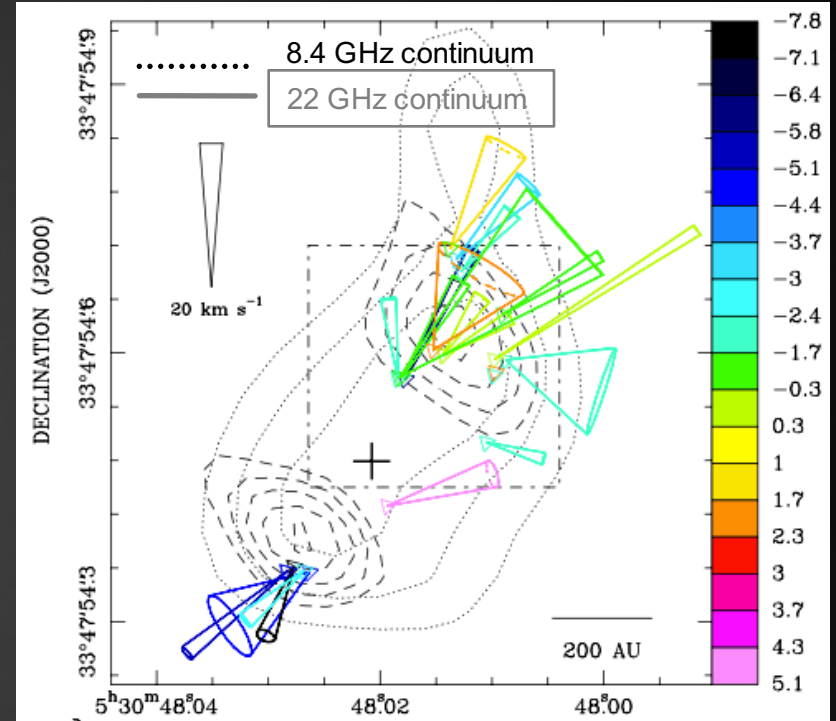 8.4 GHz continuum
22 GHz continuum
20 km s⁻¹
200 AU
DECLINATION (J2000)
33°47'54".9
33°47'54".6
33°47'54".3
5ʰ30ᵐ48ˢ.04
48ˢ.02
48ˢ.00
-7.8
-7.1
-6.4
-5.8
-5.1
-4.4
-3.7
-3
-2.4
-1.7
-0.3
0.3
1
1.7
2.3
3
3.7
4.3
5.1